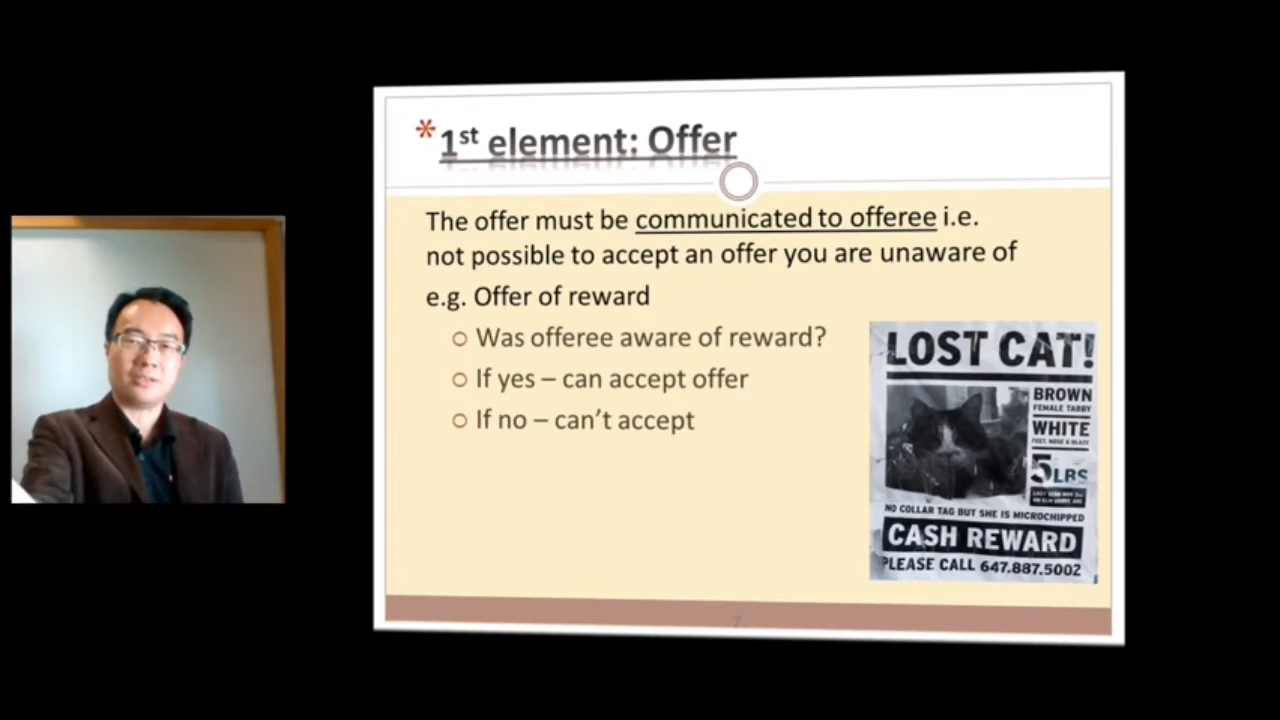 *1st element: Offer
The offer must be communicated to offeree i.e.
not possible to accept an offer you are unaware of
e.g. Offer of reward
Was offeree aware of reward?
If yes – can accept offer
If no – can't accept
LOST CAT!
BROWN
FEMALE TABBY
WHITE
FEET, NOSE & BLAZE
5LBS
NO COLLAR TAG BUT SHE IS MICROCHIPPED
CASH REWARD
PLEASE CALL 647.887.5002